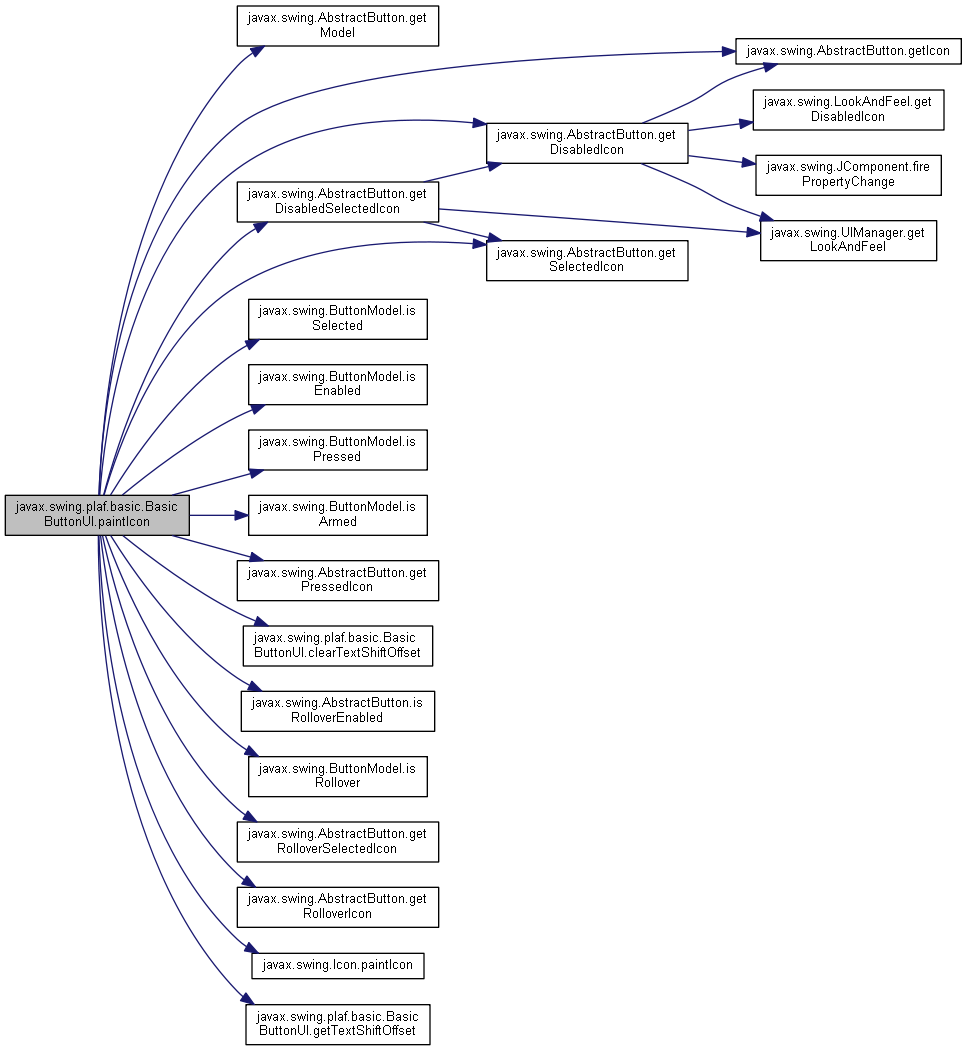 javax.swing.AbstractButton.get
Model
javax.swing.AbstractButton.getIcon
javax.swing.LookAndFeel.get
DisabledIcon
javax.swing.AbstractButton.get
DisabledIcon
javax.swing.JComponent.fire
PropertyChange
javax.swing.AbstractButton.get
DisabledSelectedIcon
javax.swing.UIManager.get
LookAndFeel
javax.swing.AbstractButton.get
SelectedIcon
javax.swing.ButtonModel.is
Selected
javax.swing.ButtonModel.is
Enabled
javax.swing.ButtonModel.is
Pressed
javax.swing.plaf.basic.Basic
ButtonUI.paintIcon
javax.swing.ButtonModel.is
Armed
javax.swing.AbstractButton.get
PressedIcon
javax.swing.plaf.basic.Basic
ButtonUI.clearTextShiftOffset
javax.swing.AbstractButton.is
RolloverEnabled
javax.swing.ButtonModel.is
Rollover
javax.swing.AbstractButton.get
RolloverSelectedIcon
javax.swing.AbstractButton.get
RolloverIcon
javax.swing.Icon.paintIcon
javax.swing.plaf.basic.Basic
ButtonUI.getTextShiftOffset